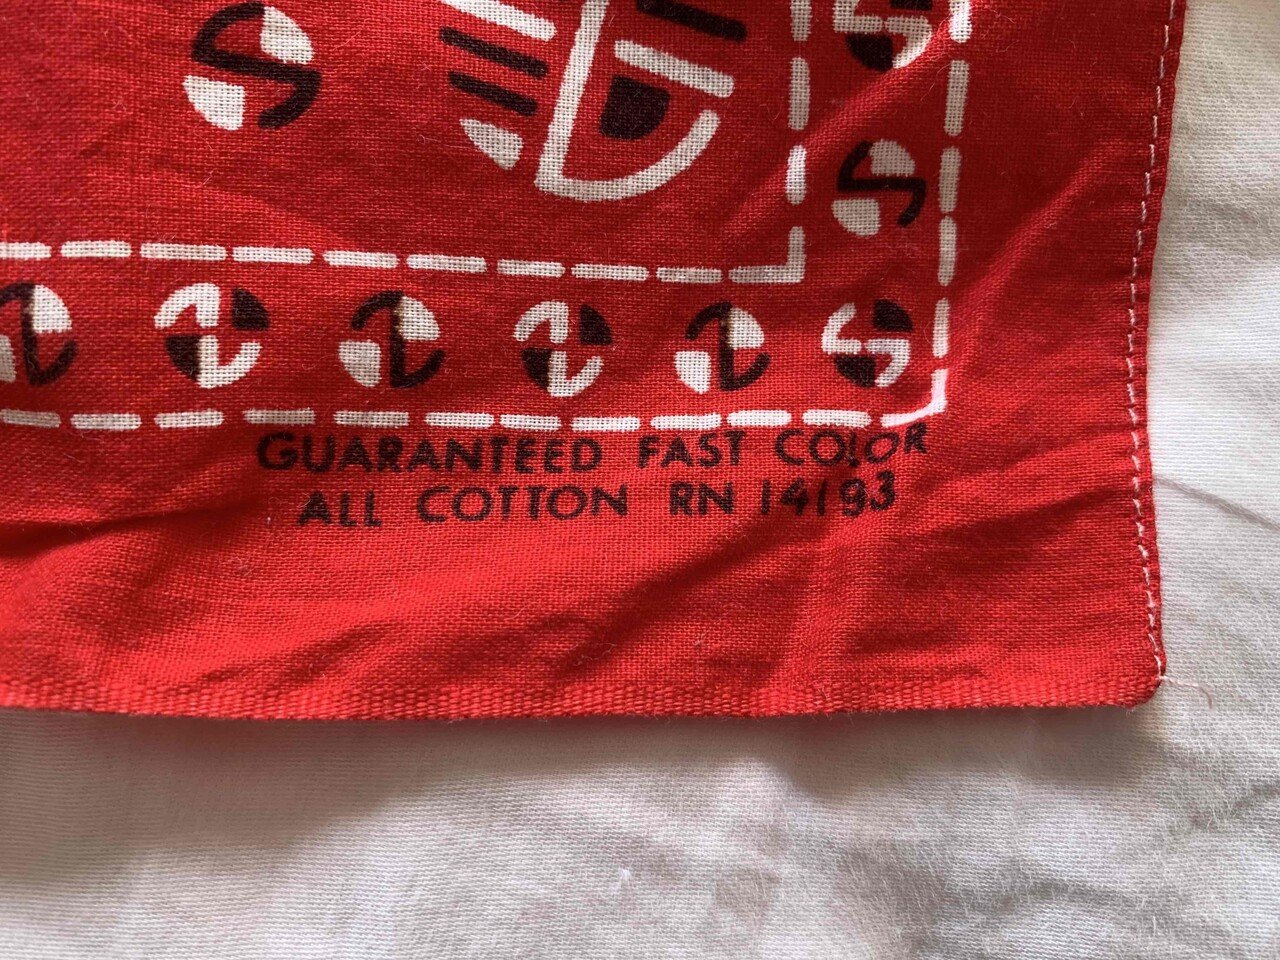 GUARANTEED FAST COLOR
ALL COTTON RN 14193